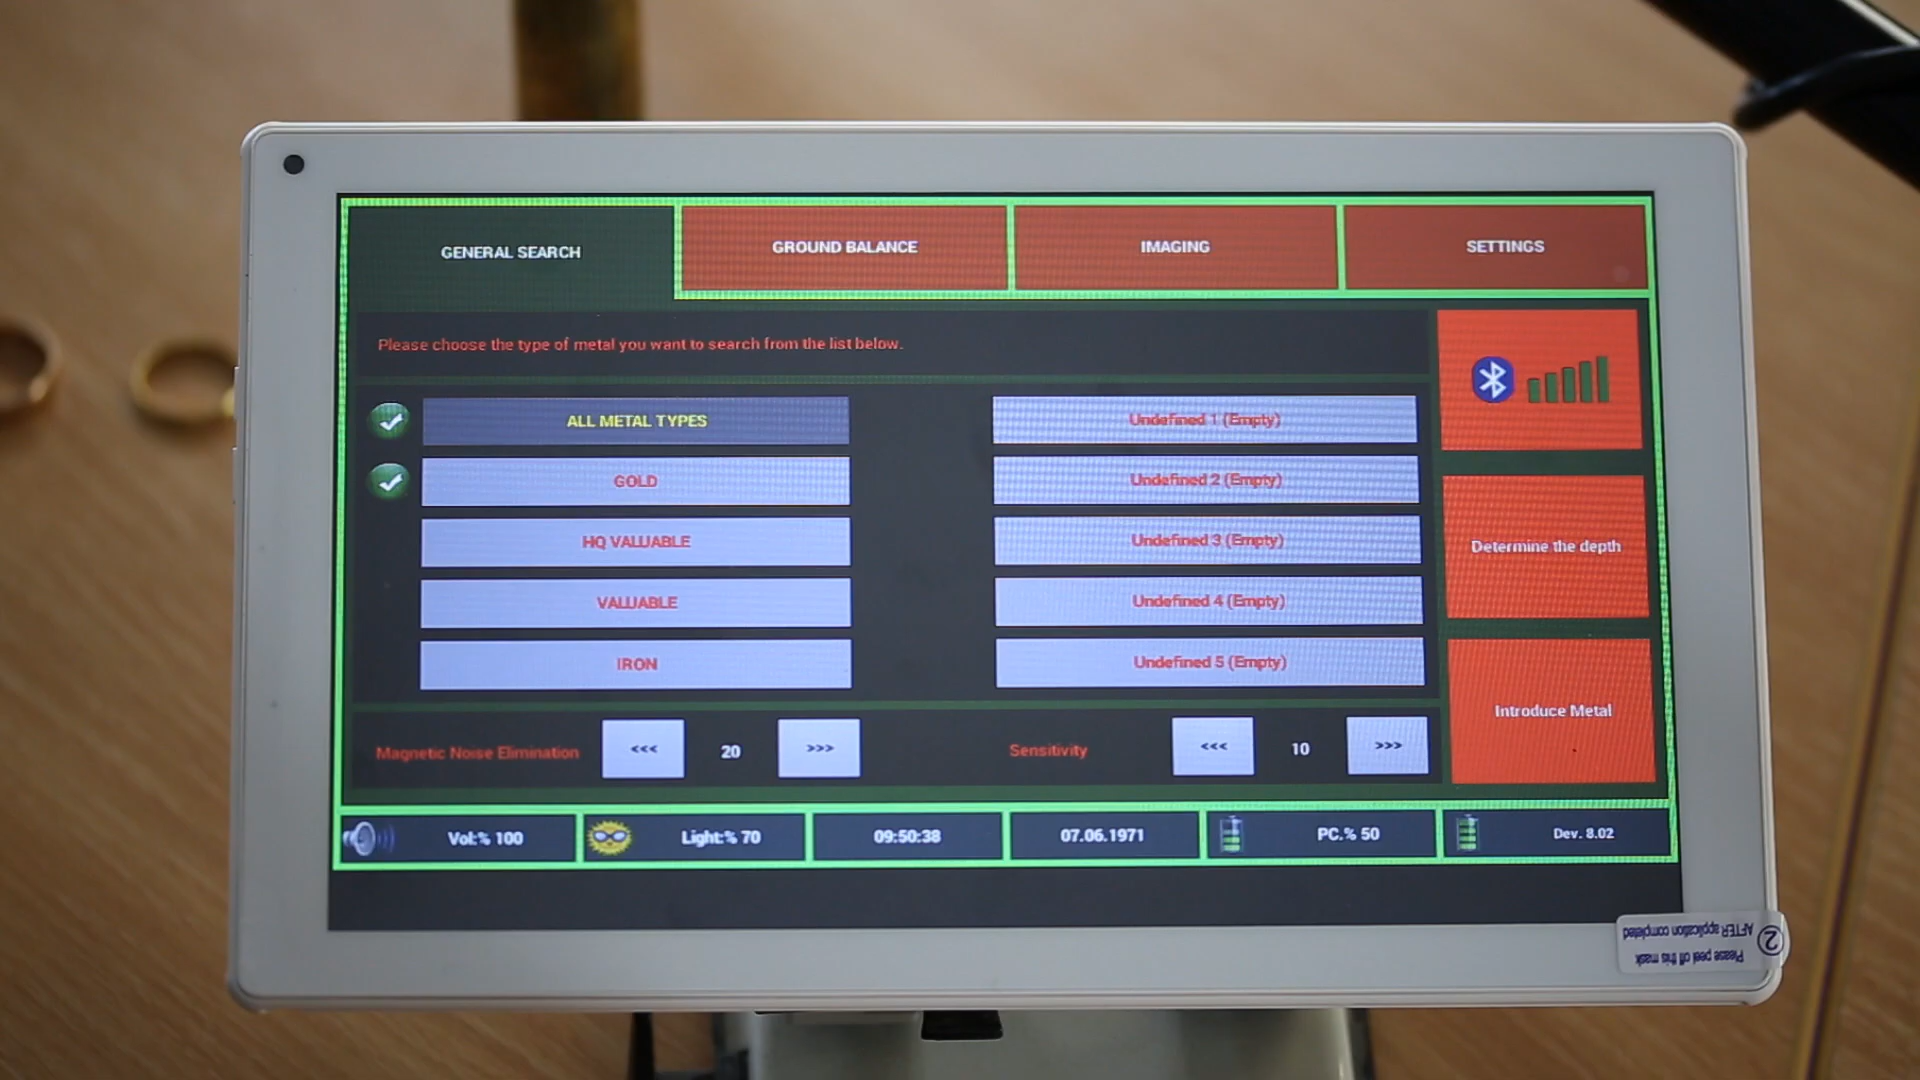 GENERAL SEARCH
GROUND BALANCE
IMAGING
SETTINGS
Please choose the type of metal you want to search from the list below.
ALL METAL TYPES
Undefined 1 (Empty)
GOLD
Undefined 2 (Empty)
HQ VALUABLE
Undefined 3 (Empty)
VALUABLE
Undefined 4 (Empty)
IRON
Undefined 5 (Empty)
Determine the depth
Introduce Metal
Magnetic Noise Elimination
<<<
20
>>>
Sensitivity
<<<
10
>>>
Vol:% 100
Light:% 70
09:50:38
07.06.1971
PC.% 50
Dev. 8.02
Please peel off this mask
2 AFTER application completed